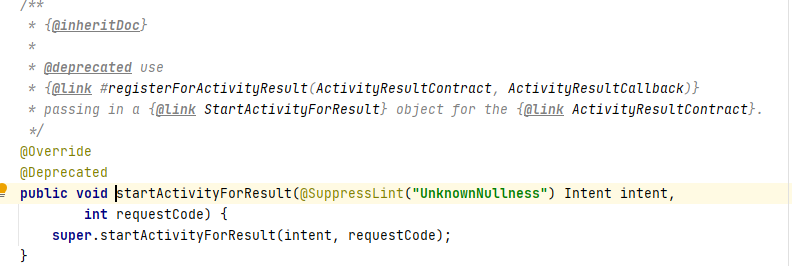 /**
 * {@inheritDoc}
 *
 * @deprecated use
 * {@link #registerForActivityResult(ActivityResultContract, ActivityResultCallback)}
 * passing in a {@link StartActivityForResult} object for the {@link ActivityResultContract}.
 */
@Override
@Deprecated
public void startActivityForResult(@SuppressLint("UnknownNullness") Intent intent,
        int requestCode) {
    super.startActivityForResult(intent, requestCode);
}